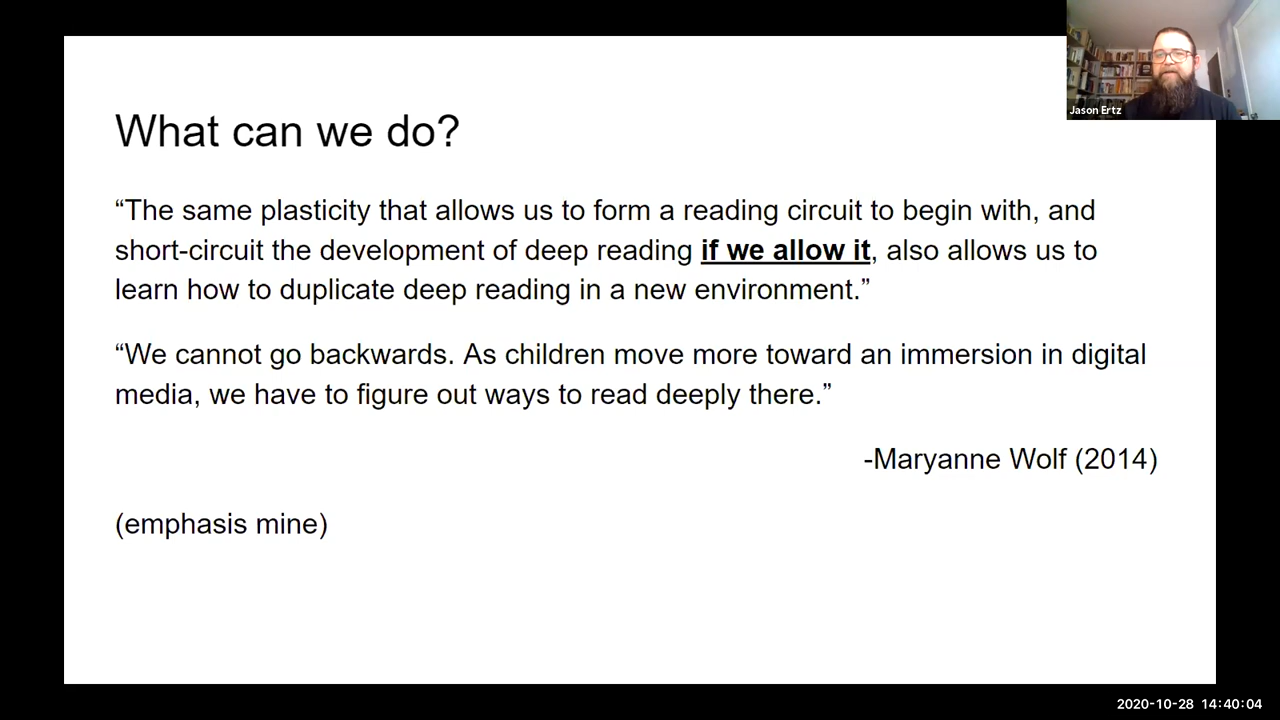 Jason Ertz
What can we do?
“The same plasticity that allows us to form a reading circuit to begin with, and
short-circuit the development of deep reading if we allow it, also allows us to
learn how to duplicate deep reading in a new environment.”
“We cannot go backwards. As children move more toward an immersion in digital
media, we have to figure out ways to read deeply there.”
-Maryanne Wolf (2014)
(emphasis mine)
2020-10-28 14:40:04